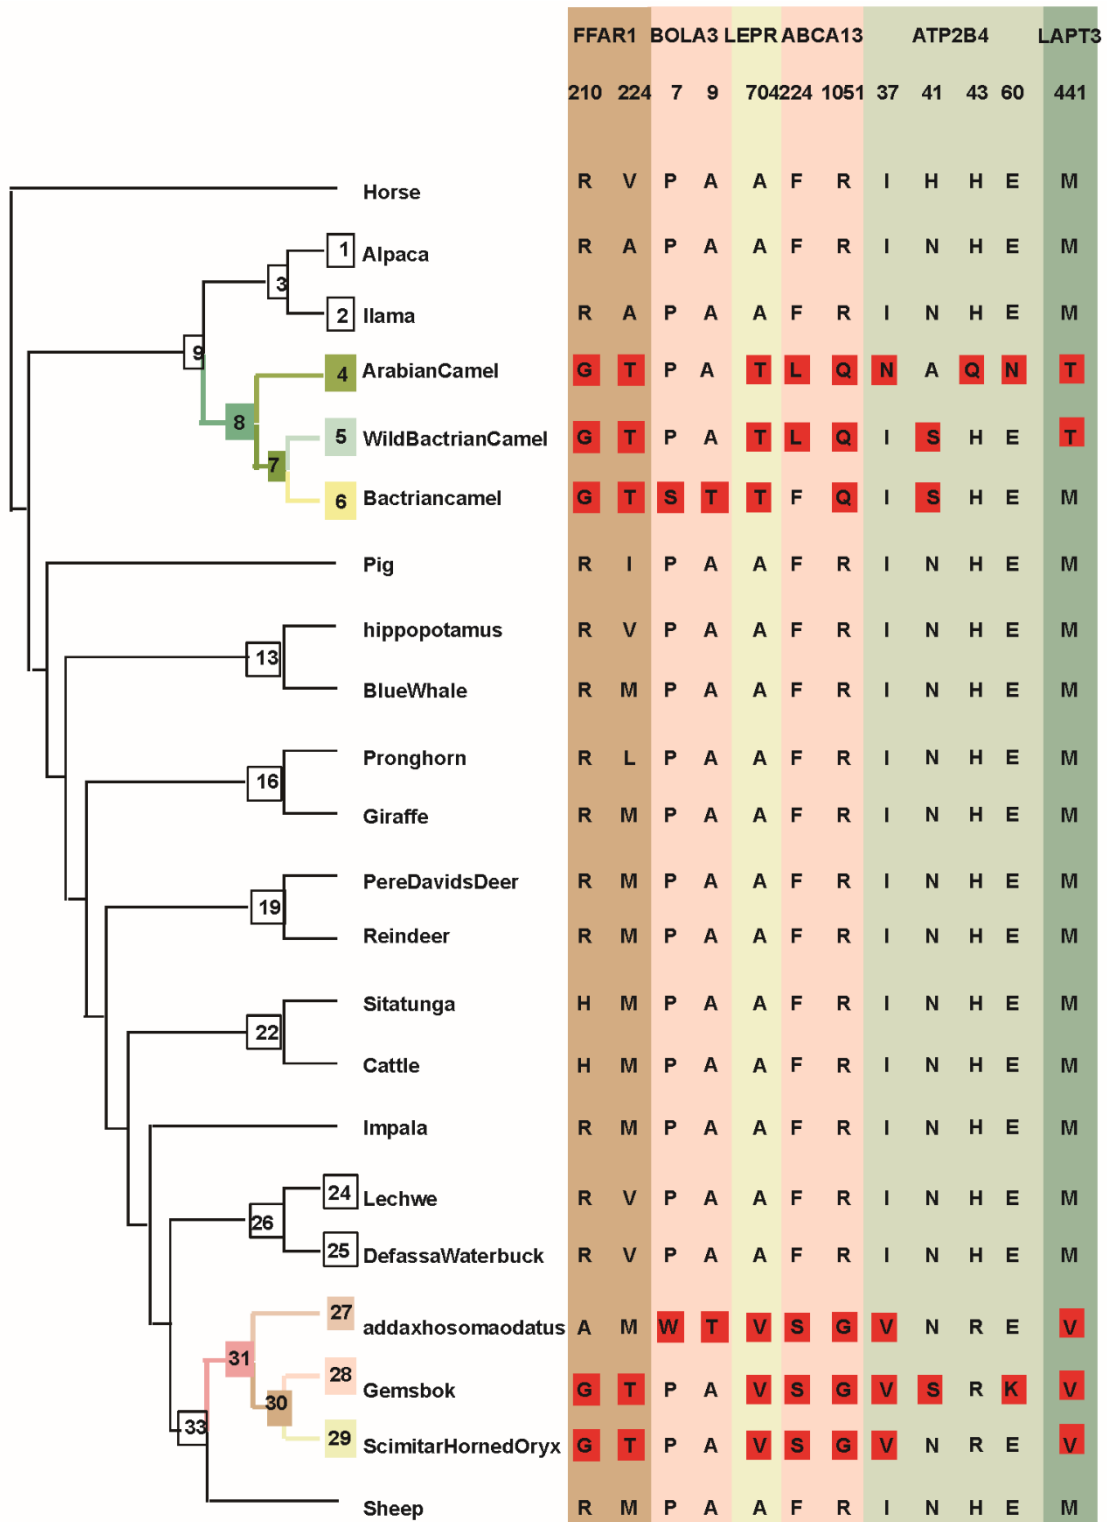 FFAR1 BOLA3 LEPR ABCA13 ATP2B4 LAPT3
210 224 7 9 704 224 1051 37 41 43 60 441
Horse R V P A A F R I H H E M
1 Alpaca R A P A A F R I N H E M
3
2 llama R A P A A F R I N H E M
9
4 ArabianCamel G T P A T L Q N A Q N T
8
5 WildBactrianCamel G T P A T L Q I S H E T
7
6 Bactriancamel G T S T T F Q I S H E M
Pig R I P A A F R I N H E M
hippopotamus R V P A A F R I N H E M
13
BlueWhale R M P A A F R I N H E M
Pronghorn R L P A A F R I N H E M
16
Giraffe R M P A A F R I N H E M
PereDavidsDeer R M P A A F R I N H E M
19
Reindeer R M P A A F R I N H E M
Sitatunga H M P A A F R I N H E M
22
Cattle H M P A A F R I N H E M
Impala R M P A A F R I N H E M
24 Lechwe R V P A A F R I N H E M
26
25 DefassaWaterbuck R V P A A F R I N H E M
27 addaxhosomaodatus A M W T V S G V N R E V
31
28 Gemsbok G T P A V S G V S R K V
30
33
29 ScimitarHornedOryx G T P A V S G V N R E V
Sheep R M P A A F R I N H E M